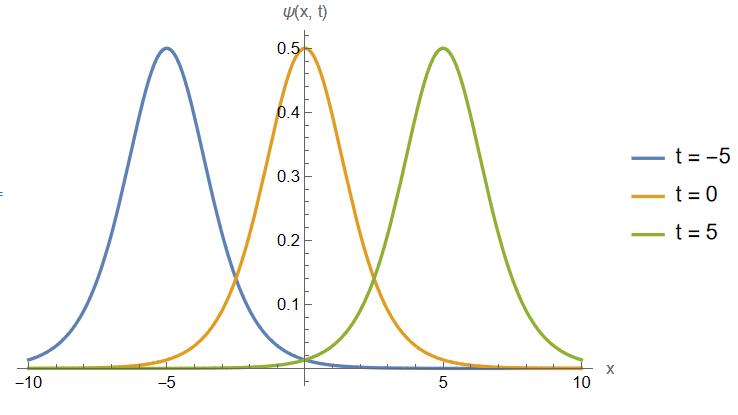 ψ(x, t)
0.5
0.4
0.3
0.2
0.1
−10 −5 5 10 x
t = −5
t = 0
t = 5
=